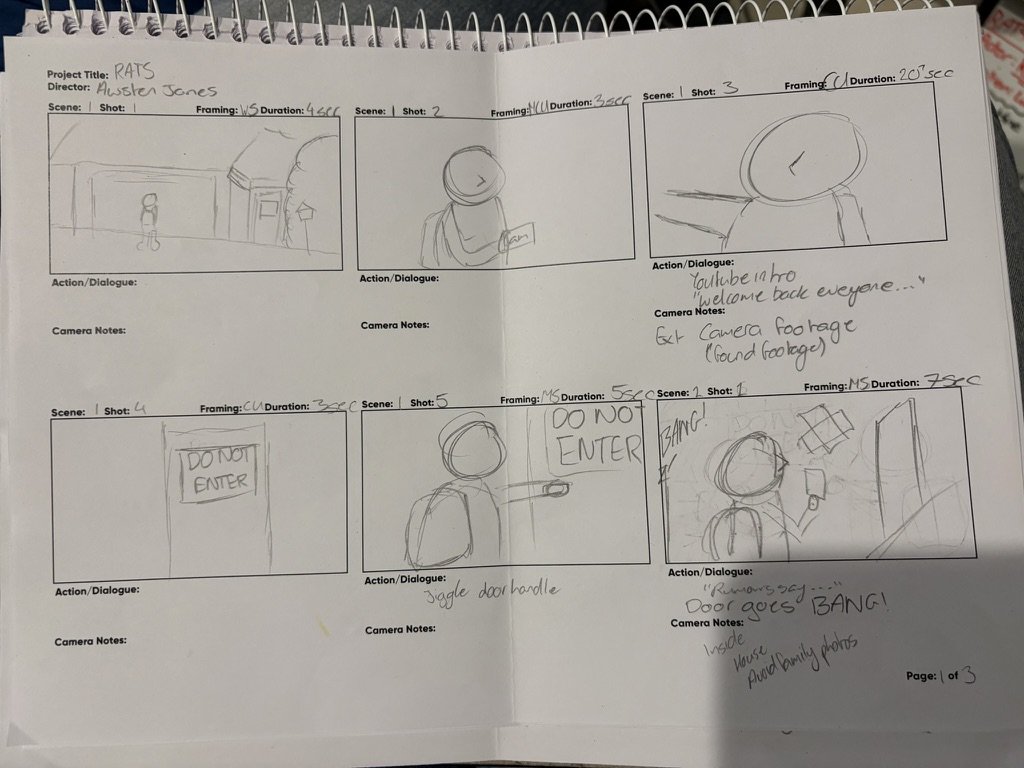 Project Title: RATS
Director: Awsten Jones
Scene: 1 Shot: 1 Framing: WS Duration: 4sec
Scene: 1 Shot: 2 Framing: MCU Duration: 3sec
Scene: 1 Shot: 3 Framing: CU Duration: 20+sec
cam
Action/Dialogue:
Camera Notes:
Action/Dialogue:
Camera Notes:
Action/Dialogue:
Youtube intro
"Welcome back everyone..."
Camera Notes:
Ext Camera footage
(found footage)
Scene: 1 Shot: 4 Framing: CU Duration: 3sec
Scene: 1 Shot: 5 Framing: MS Duration: 5sec
Scene: 2 Shot: 1 Framing: MS Duration: 7sec
DO NOT
ENTER
DO NO
ENTER
BANG!
Action/Dialogue:
Camera Notes:
Action/Dialogue:
Jiggle door handle
Camera Notes:
Action/Dialogue:
"Rumours say...."
Door goes BANG!
Camera Notes:
Inside
House
Avoid family photos
Page: 1 of 3